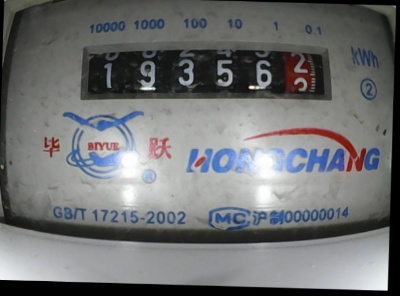 10000 1000 100 10 1 0.1
1 9 3 5 6 2
kWh
②
毕 BIYUE 跃 ®
HONGCHANG
GB/T 17215-2002 MC 沪制00000014